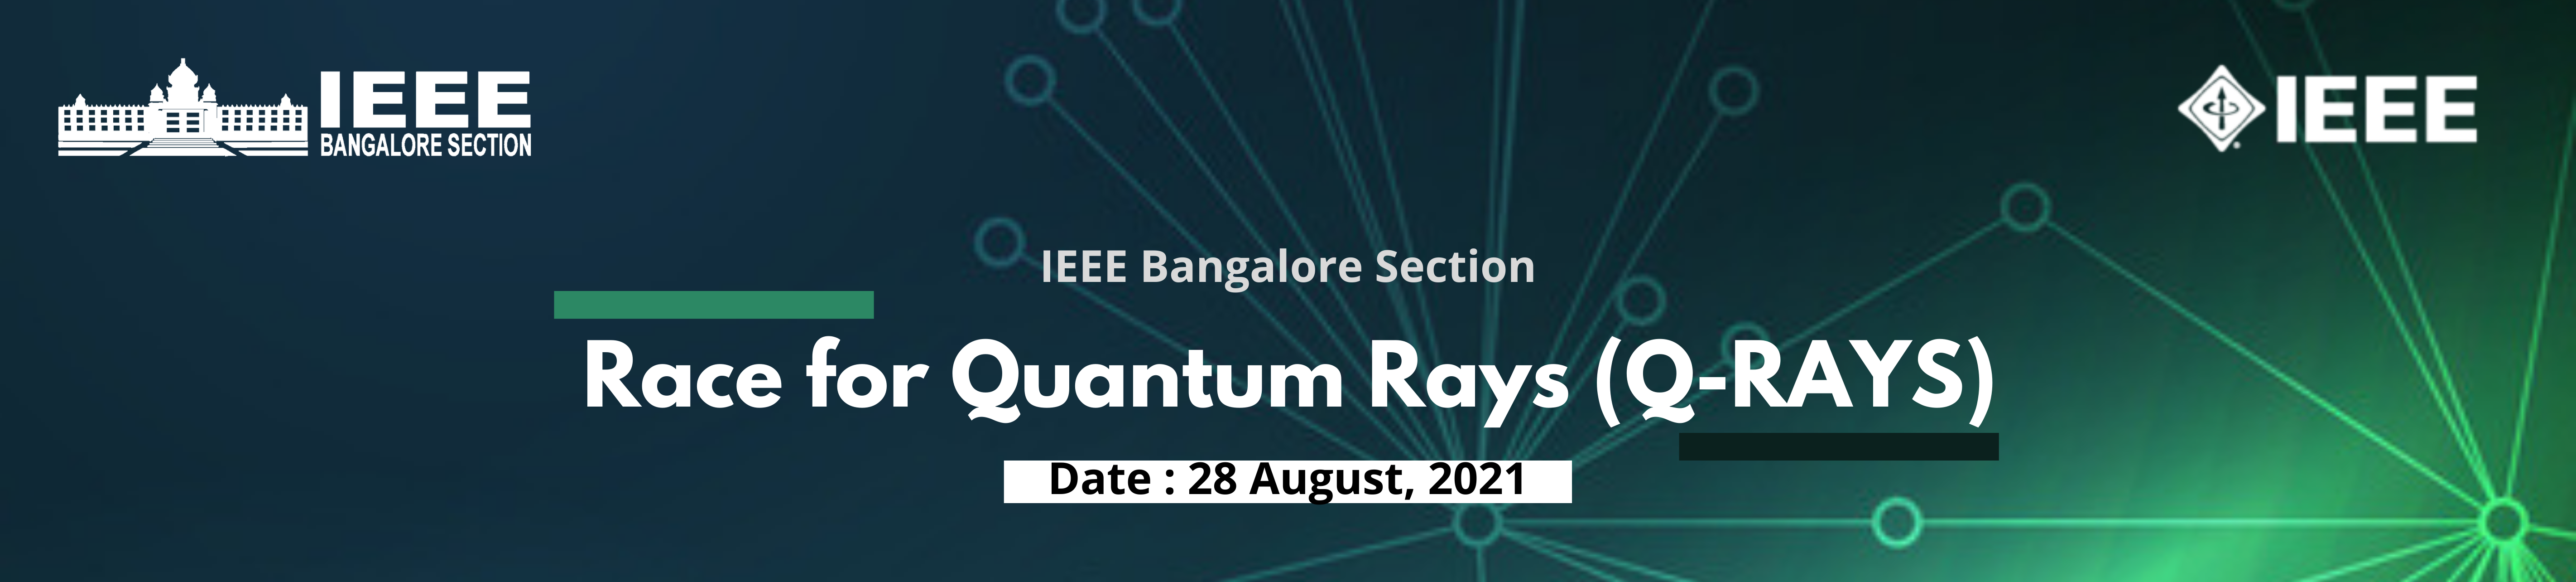 IEEE
BANGALORE SECTION
IEEE
IEEE Bangalore Section
Race for Quantum Rays (Q-RAYS)
Date : 28 August, 2021